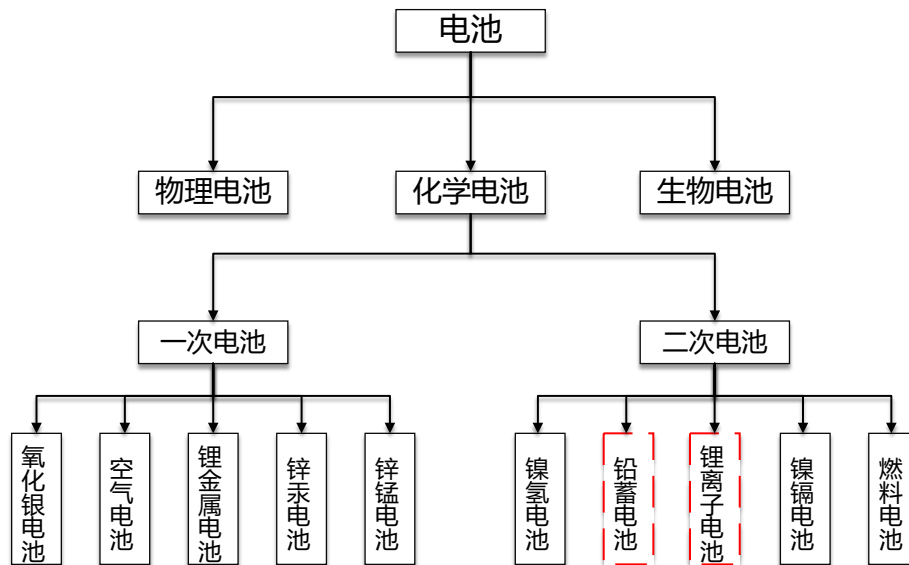 电池
物理电池
化学电池
生物电池
一次电池
二次电池
氧化银电池
空气电池
锂金属电池
锌汞电池
锌锰电池
镍氢电池
铅蓄电池
锂离子电池
镍镉电池
燃料电池